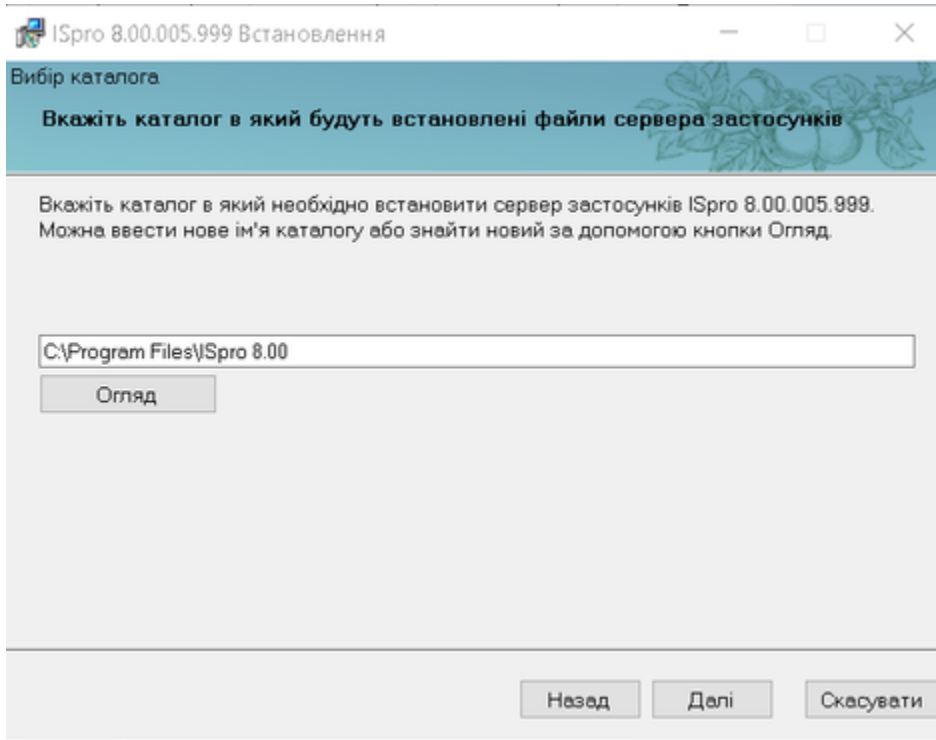 ISpro 8.00.005.999 Встановлення
Вибір каталога
Вкажіть каталог в який будуть встановлені файли сервера застосунків
Вкажіть каталог в який необхідно встановити сервер застосунків ISpro 8.00.005.999.
Можна ввести нове ім'я каталогу або знайти новий за допомогою кнопки Огляд.
C:\Program Files\ISpro 8.00
Огляд
Назад Далі Скасувати